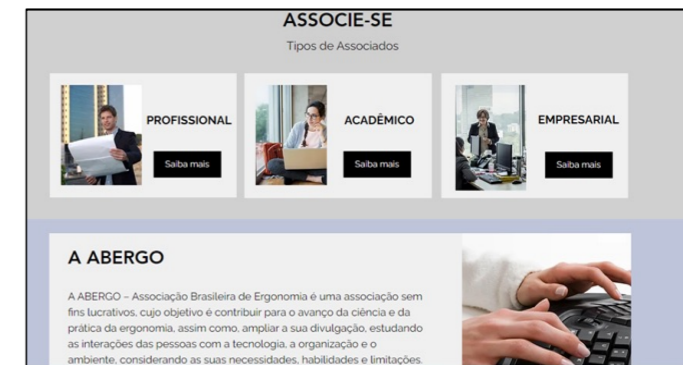 ASSOCIE-SE
Tipos de Associados
PROFISSIONAL
Saiba mais
ACADÊMICO
Saiba mais
EMPRESARIAL
Saiba mais
A ABERGO
A ABERGO – Associação Brasileira de Ergonomia é uma associação sem
fins lucrativos, cujo objetivo é contribuir para o avanço da ciência e da
prática da ergonomia, assim como, ampliar a sua divulgação, estudando
as interações das pessoas com a tecnologia, a organização e o
ambiente, considerando as suas necessidades, habilidades e limitações.